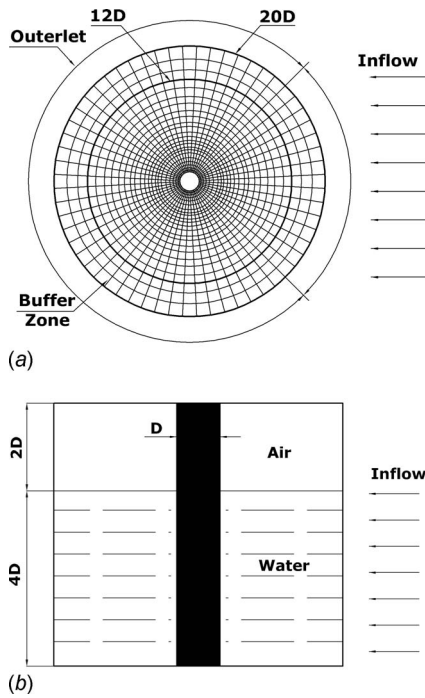 12D
20D
Outerlet
Inflow
Buffer
Zone
(a)
2D
D
Air
Inflow
4D
Water
(b)